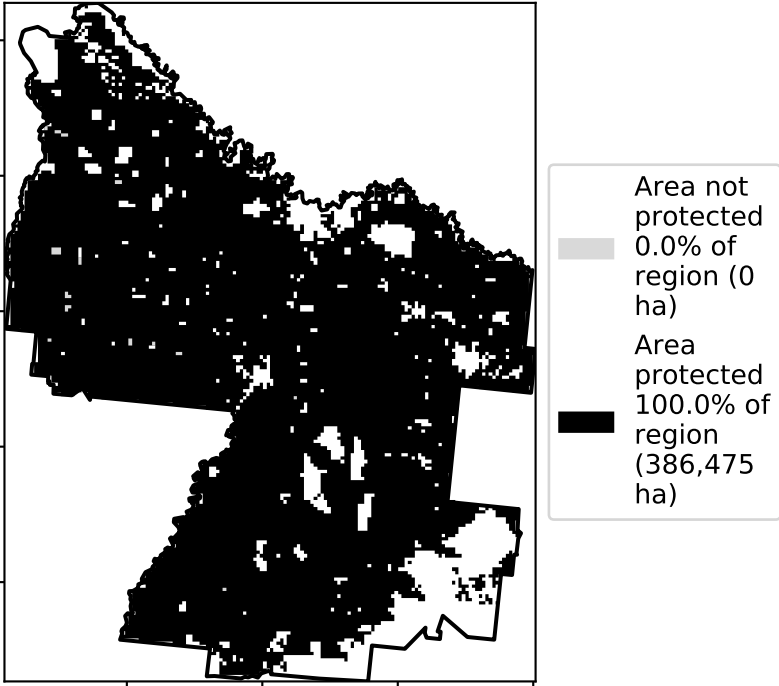 Area not
protected
0.0% of
region (0
ha)
Area
protected
100.0% of
region
(386,475
ha)